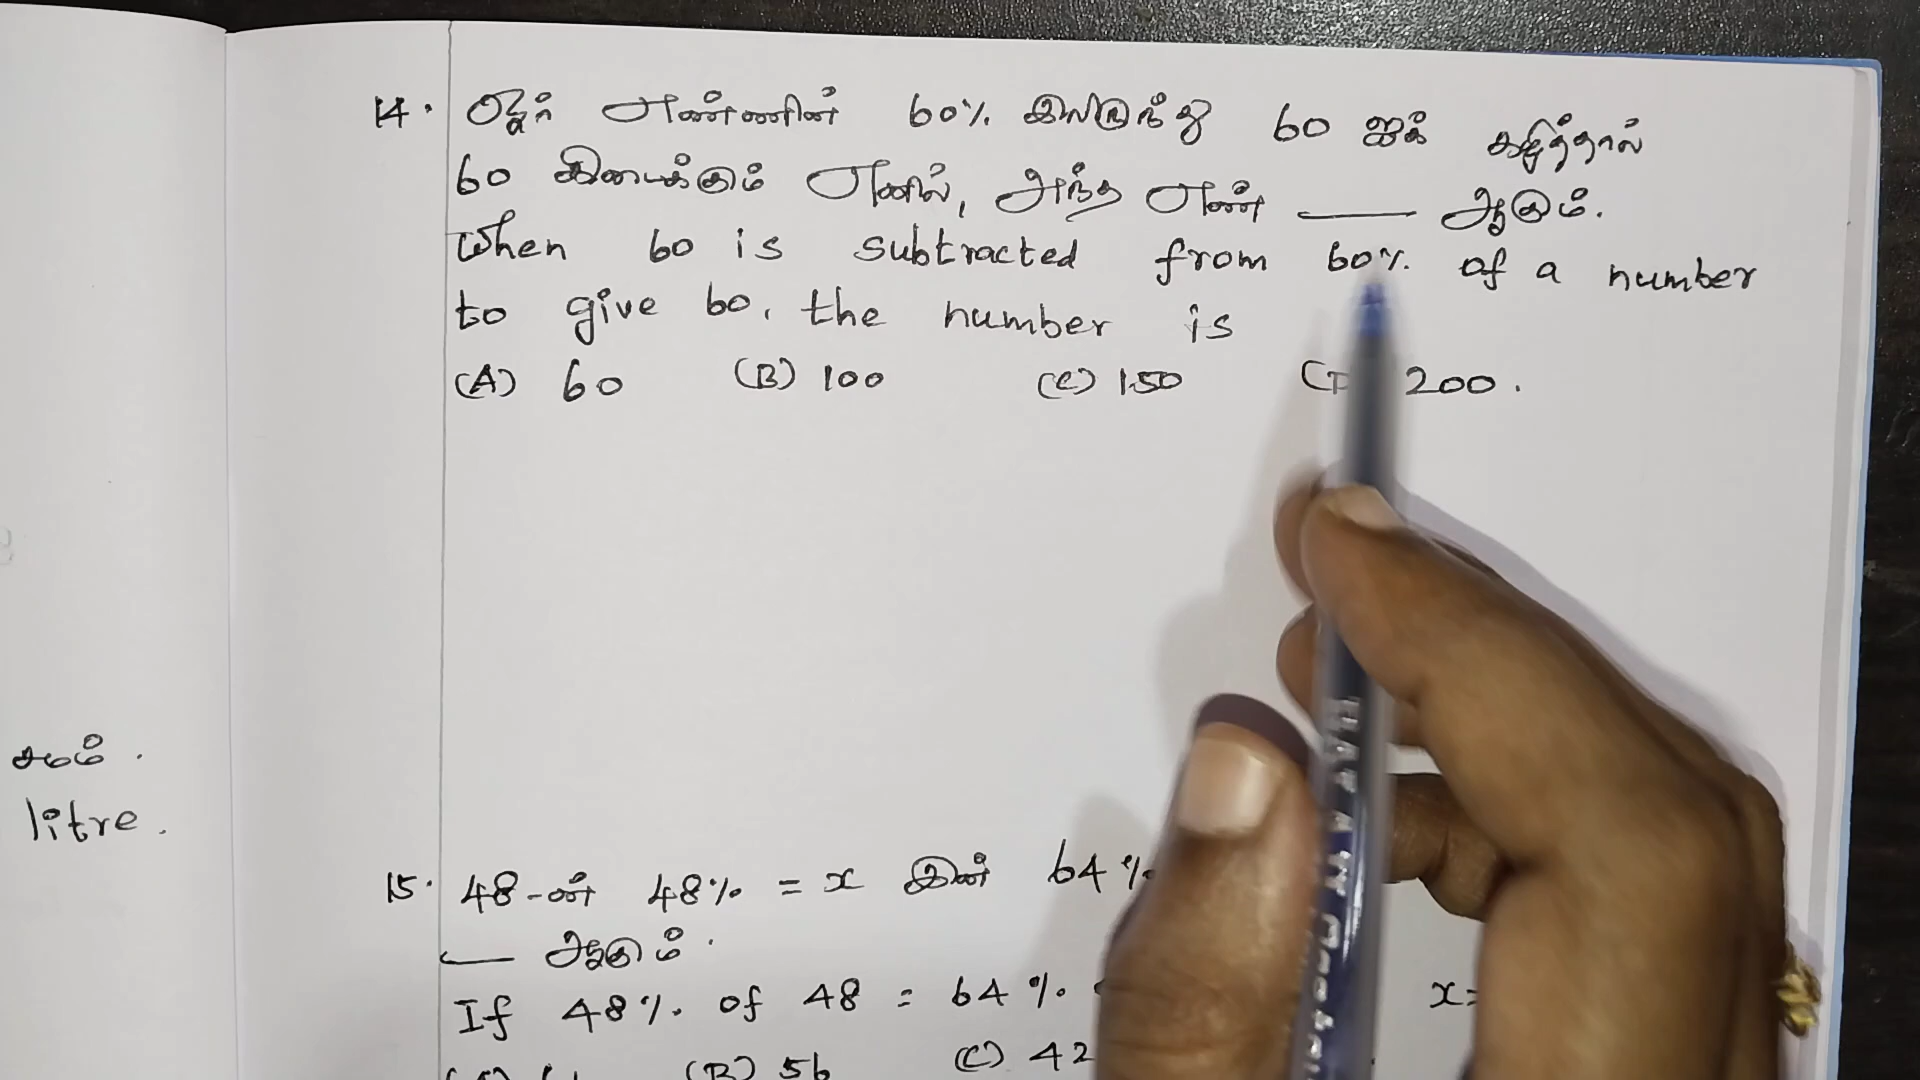 சமம் .
litre .
14. ஓர் எண்ணின் 60% இலிருந்து 60 ஐக் கழித்தால்
60 கிடைக்கும் எனில், அந்த எண் ___ ஆகும்.
When 60 is subtracted from 60% of a number
to give 60, the number is
(A) 60 (B) 100 (C) 150 (D) 200 .
15. 48-ன் 48% = x இன் 64%
___ ஆகும் .
If 48% of 48 = 64% x=
(B) 56 (C) 42